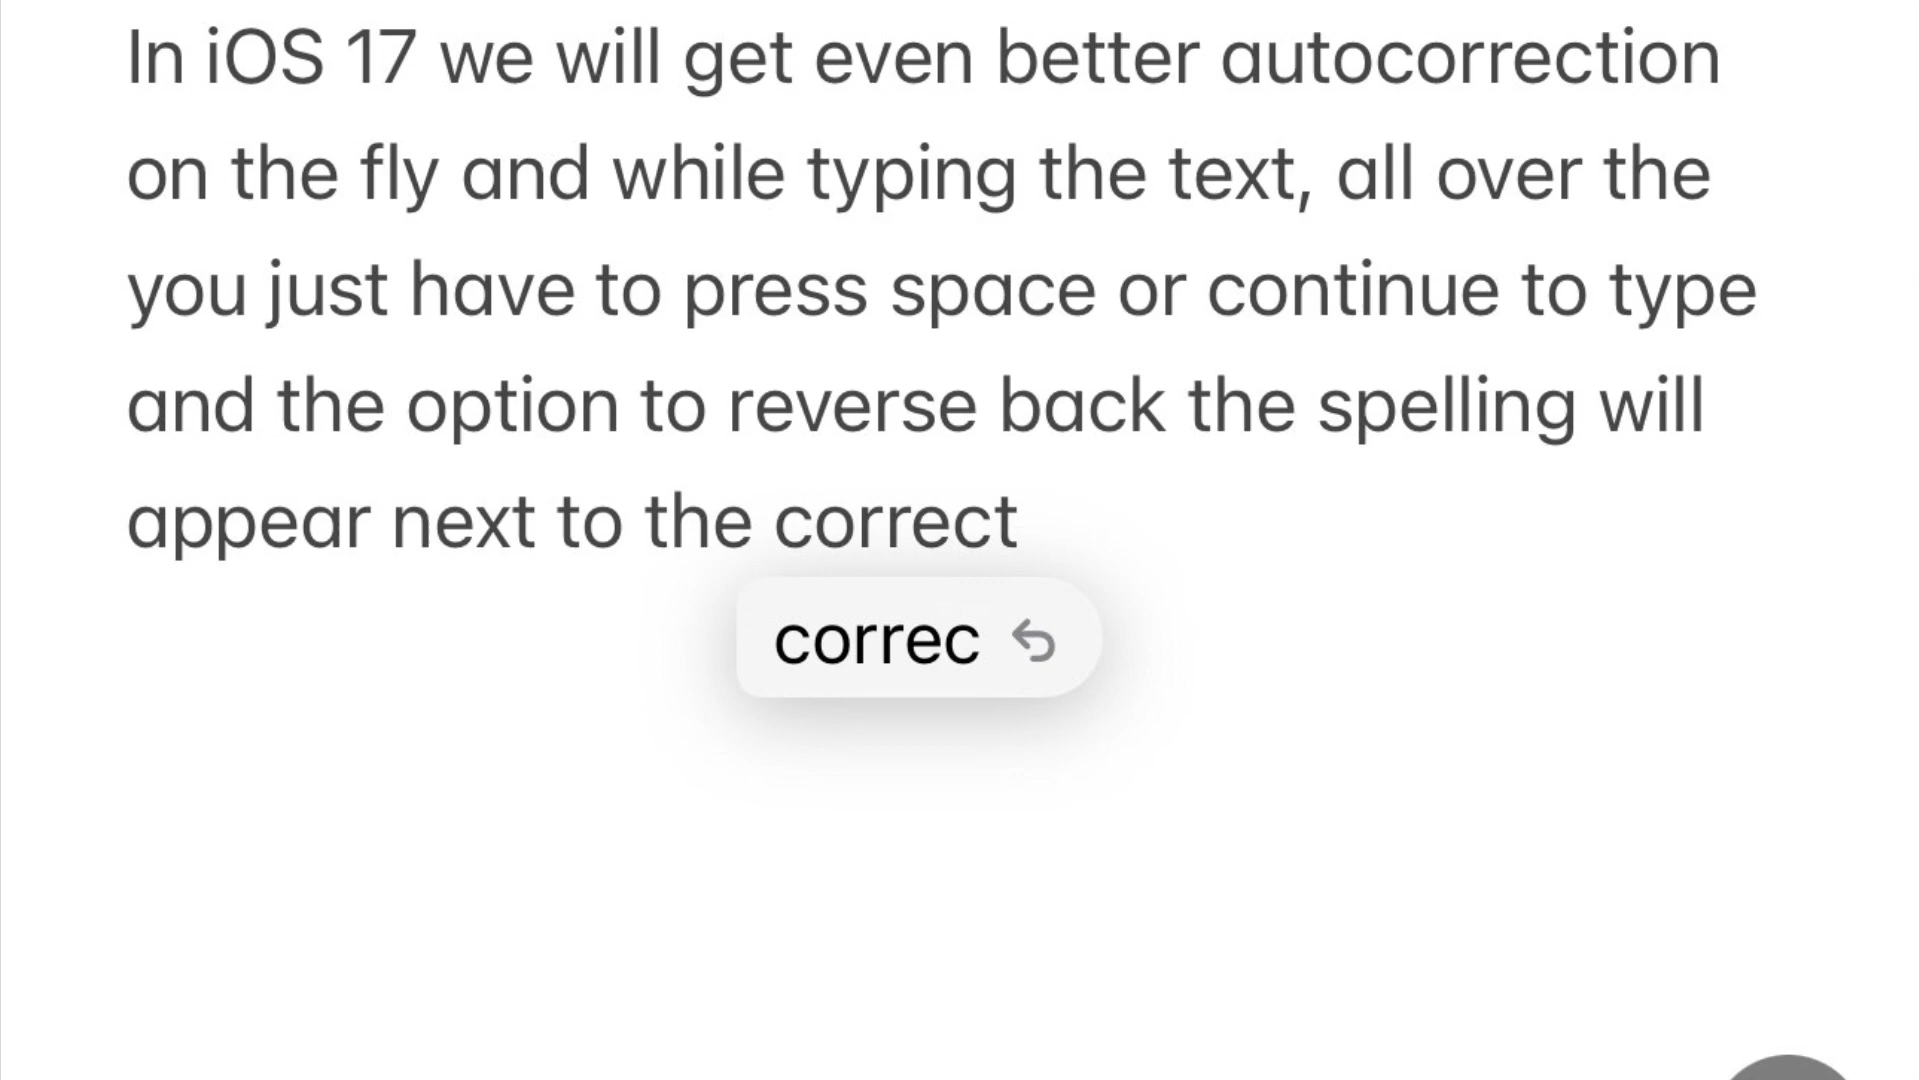 In iOS 17 we will get even better autocorrection
on the fly and while typing the text, all over the
you just have to press space or continue to type
and the option to reverse back the spelling will
appear next to the correct
correc